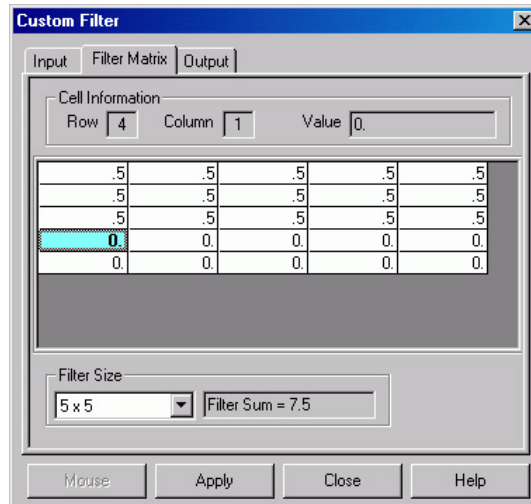 Custom Filter
Input Filter Matrix Output
Cell Information
Row 4 Column 1 Value 0.
.5 .5 .5 .5 .5
.5 .5 .5 .5 .5
.5 .5 .5 .5 .5
0. 0. 0. 0. 0.
0. 0. 0. 0. 0.
Filter Size
5 x 5 Filter Sum = 7.5
Mouse Apply Close Help